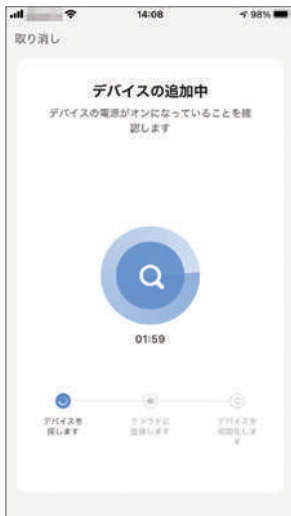 14:08 98%
取り消し
デバイスの追加中
デバイスの電源がオンになっていることを確
認します
01:59
デバイスを
探します
クラウドに
登録します
デバイスを
初期化しま
す